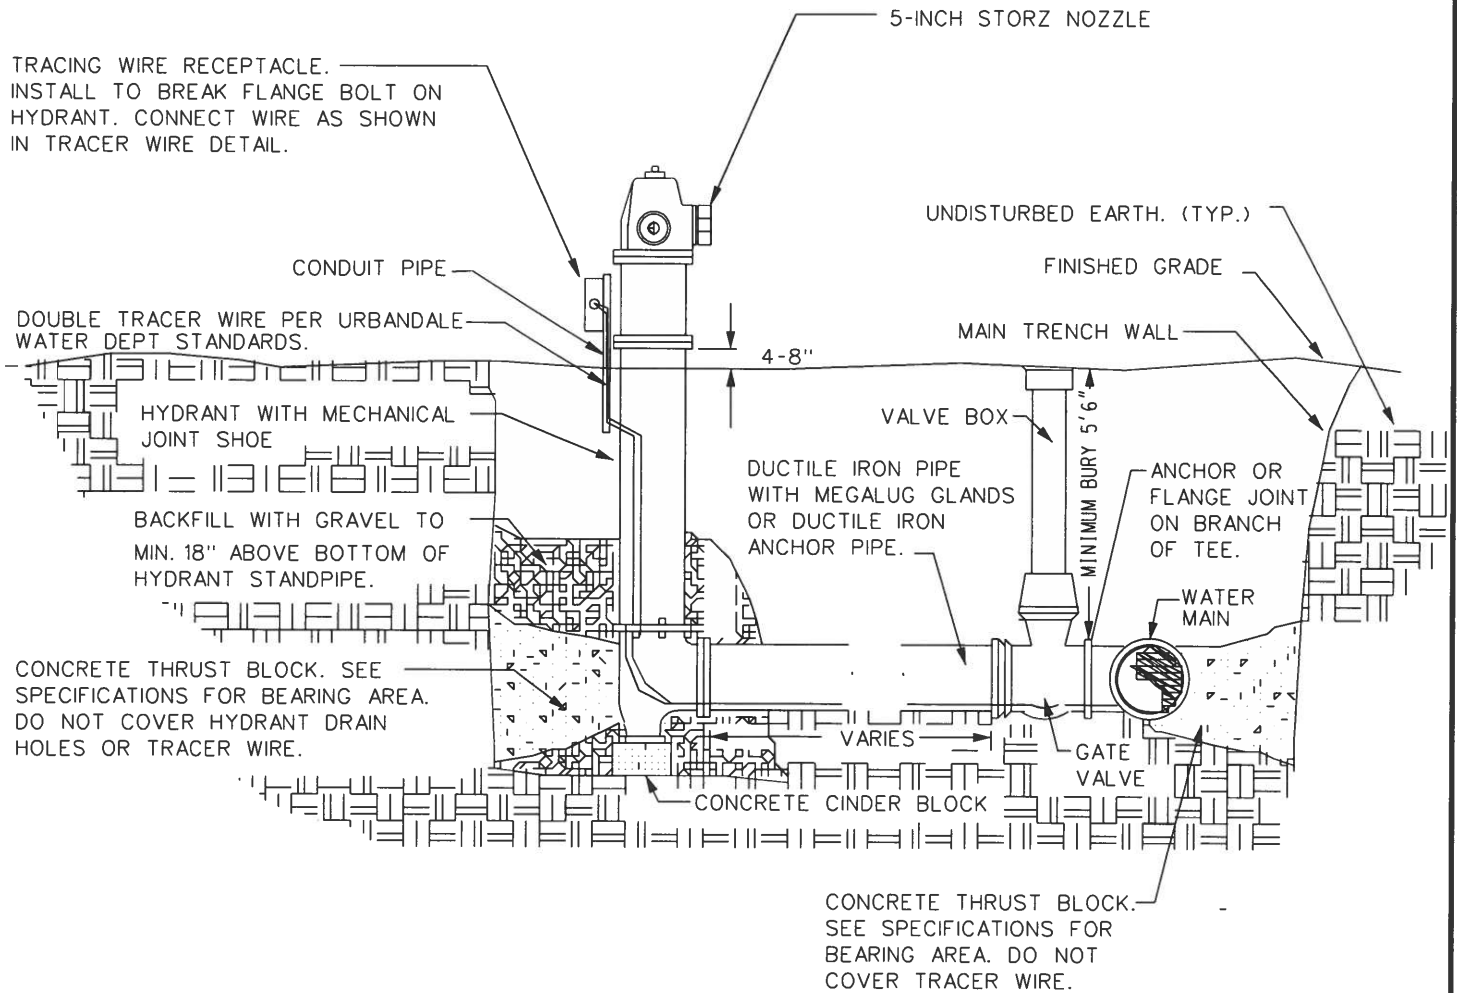 5-INCH STORZ NOZZLE
TRACING WIRE RECEPTACLE.
INSTALL TO BREAK FLANGE BOLT ON
HYDRANT. CONNECT WIRE AS SHOWN
IN TRACER WIRE DETAIL.
UNDISTURBED EARTH. (TYP.)
CONDUIT PIPE
FINISHED GRADE
DOUBLE TRACER WIRE PER URBANDALE
WATER DEPT STANDARDS.
MAIN TRENCH WALL
4-8"
HYDRANT WITH MECHANICAL
JOINT SHOE
VALVE BOX
MINIMUM BURY 5'6"
DUCTILE IRON PIPE
WITH MEGALUG GLANDS
OR DUCTILE IRON
ANCHOR PIPE.
ANCHOR OR
FLANGE JOINT
ON BRANCH
OF TEE.
BACKFILL WITH GRAVEL TO
MIN. 18" ABOVE BOTTOM OF
HYDRANT STANDPIPE.
WATER
MAIN
CONCRETE THRUST BLOCK. SEE
SPECIFICATIONS FOR BEARING AREA.
DO NOT COVER HYDRANT DRAIN
HOLES OR TRACER WIRE.
VARIES
GATE
VALVE
CONCRETE CINDER BLOCK
CONCRETE THRUST BLOCK.
SEE SPECIFICATIONS FOR
BEARING AREA. DO NOT
COVER TRACER WIRE.